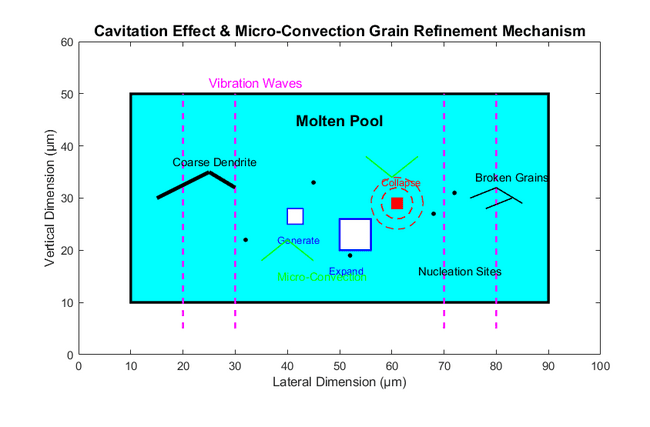 Cavitation Effect & Micro-Convection Grain Refinement Mechanism
60
Vibration Waves
50
Molten Pool
40
Coarse Dendrite
Collapse
Broken Grains
30
Generate
20
Expand
Nucleation Sites
Micro-Convection
10
0
0 10 20 30 40 50 60 70 80 90 100
Lateral Dimension (μm)
Vertical Dimension (μm)